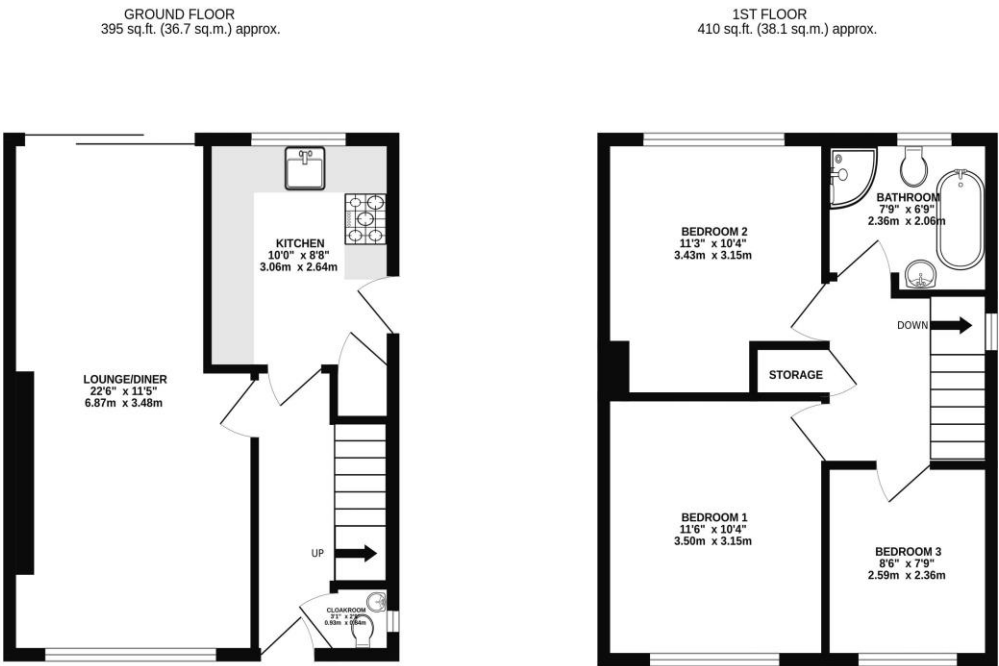 GROUND FLOOR
395 sq.ft. (36.7 sq.m.) approx.
1ST FLOOR
410 sq.ft. (38.1 sq.m.) approx.
KITCHEN
10'0" x 8'8"
3.06m x 2.64m
LOUNGE/DINER
22'6" x 11'5"
6.87m x 3.48m
UP
CLOAKROOM
3'1" x
0.93m x
BEDROOM 2
11'3" x 10'4"
3.43m x 3.15m
BATHROOM
7'9" x 6'9"
2.36m x 2.06m
DOWN
STORAGE
BEDROOM 1
11'6" x 10'4"
3.50m x 3.15m
BEDROOM 3
8'6" x 7'9"
2.59m x 2.36m